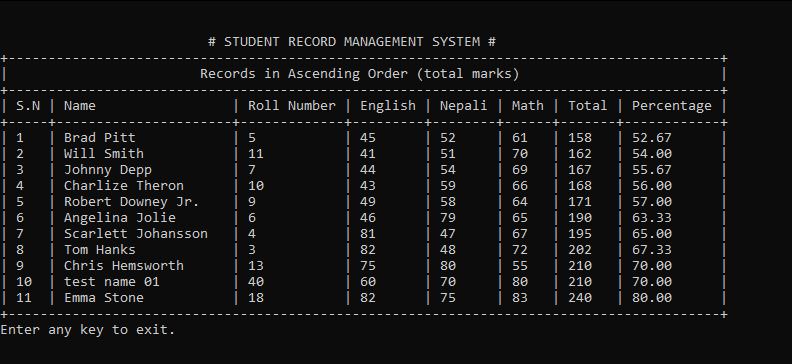 # STUDENT RECORD MANAGEMENT SYSTEM #
+-----------------------------------------------------------------------------------------+
|                        Records in Ascending Order (total marks)                         |
+-----------------------------------------------------------------------------------------+
| S.N | Name                 | Roll Number | English | Nepali | Math | Total | Percentage |
+-----+----------------------+-------------+---------+--------+------+-------+------------+
| 1   | Brad Pitt            | 5           | 45      | 52     | 61   | 158   | 52.67      |
| 2   | Will Smith           | 11          | 41      | 51     | 70   | 162   | 54.00      |
| 3   | Johnny Depp          | 7           | 44      | 54     | 69   | 167   | 55.67      |
| 4   | Charlize Theron      | 10          | 43      | 59     | 66   | 168   | 56.00      |
| 5   | Robert Downey Jr.    | 9           | 49      | 58     | 64   | 171   | 57.00      |
| 6   | Angelina Jolie       | 6           | 46      | 79     | 65   | 190   | 63.33      |
| 7   | Scarlett Johansson   | 4           | 81      | 47     | 67   | 195   | 65.00      |
| 8   | Tom Hanks            | 3           | 82      | 48     | 72   | 202   | 67.33      |
| 9   | Chris Hemsworth      | 13          | 75      | 80     | 55   | 210   | 70.00      |
| 10  | test name 01         | 40          | 60      | 70     | 80   | 210   | 70.00      |
| 11  | Emma Stone           | 18          | 82      | 75     | 83   | 240   | 80.00      |
+-----------------------------------------------------------------------------------------+
Enter any key to exit.